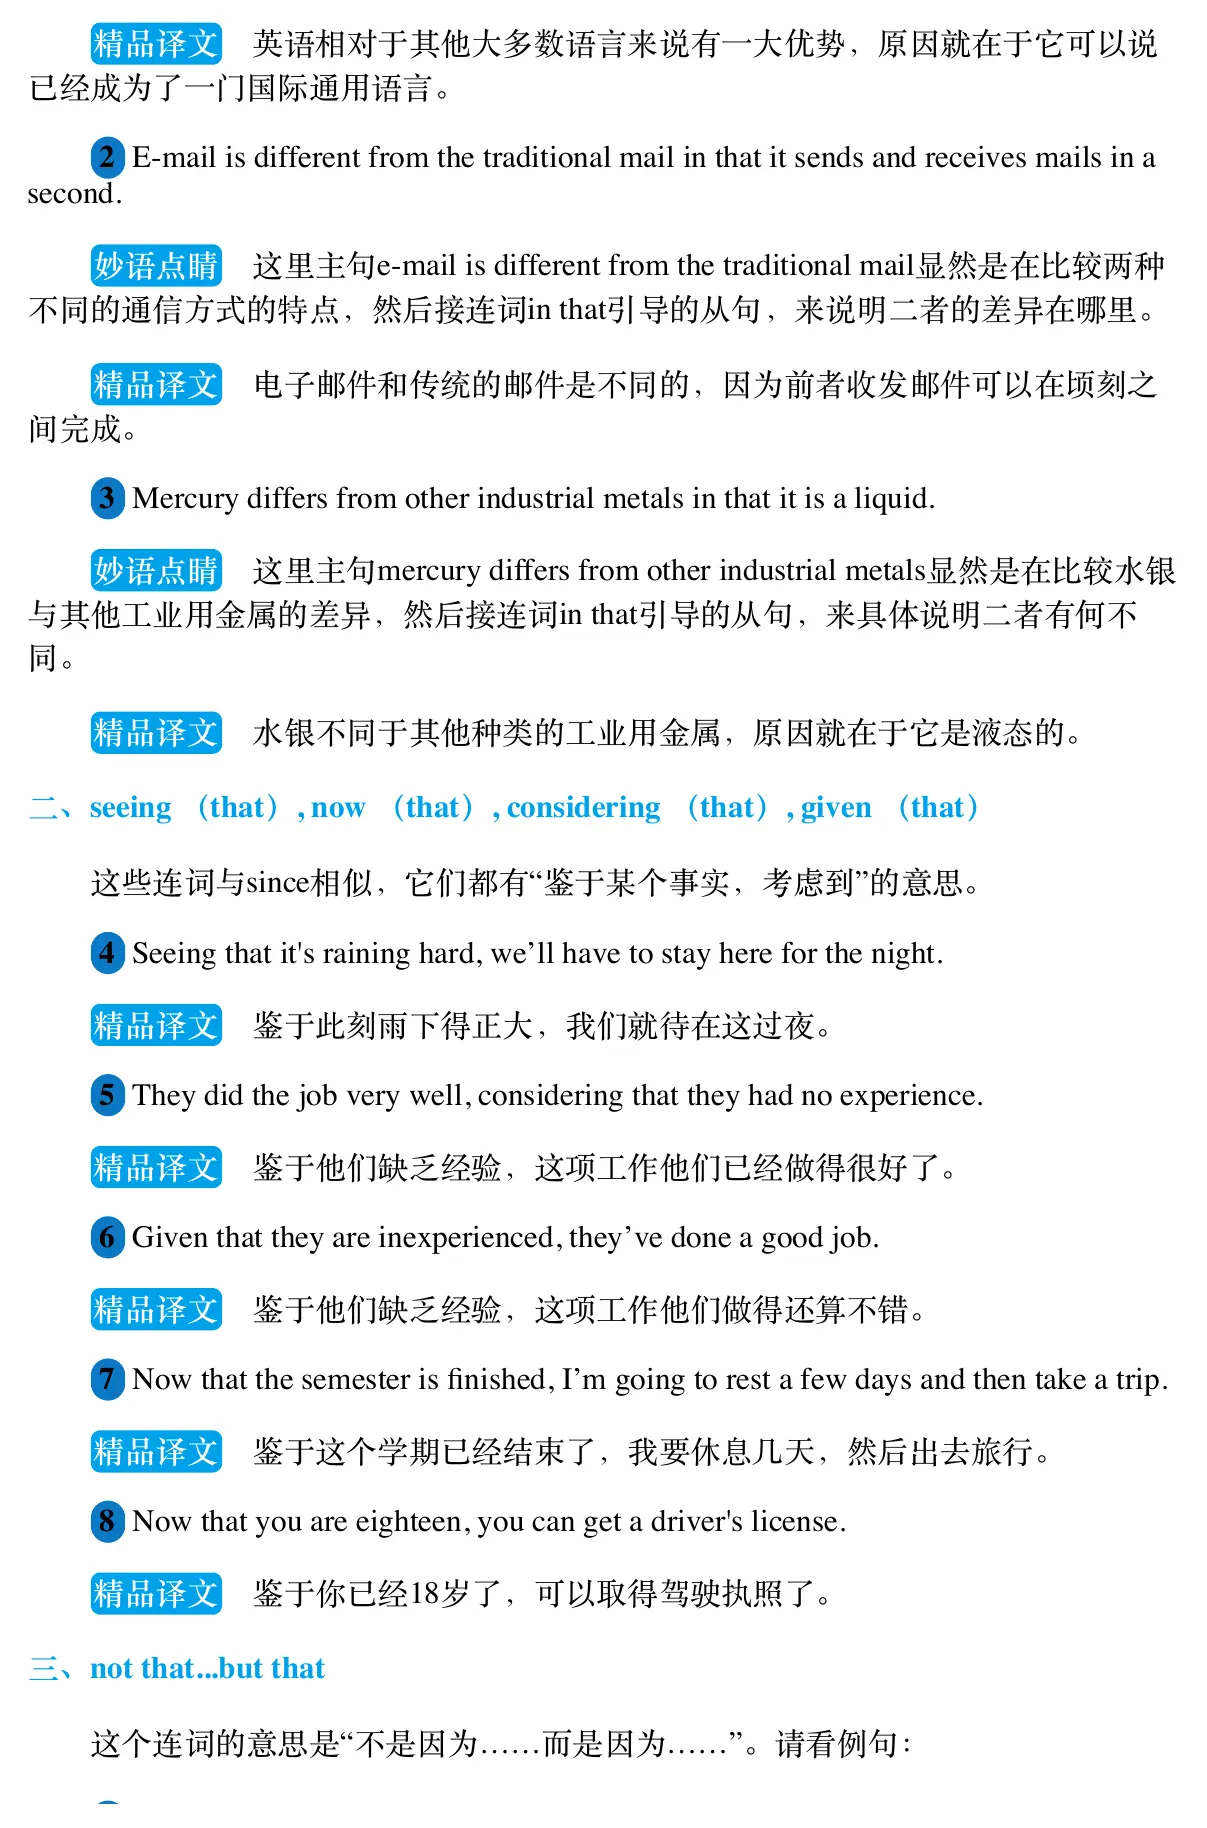 精品译文 英语相对于其他大多数语言来说有一大优势，原因就在于它可以说
已经成为了一门国际通用语言。
2 E-mail is different from the traditional mail in that it sends and receives mails in a
second.
妙语点睛 这里主句e-mail is different from the traditional mail显然是在比较两种
不同的通信方式的特点，然后接连词in that引导的从句，来说明二者的差异在哪里。
精品译文 电子邮件和传统的邮件是不同的，因为前者收发邮件可以在顷刻之
间完成。
3 Mercury differs from other industrial metals in that it is a liquid.
妙语点睛 这里主句mercury differs from other industrial metals显然是在比较水银
与其他工业用金属的差异，然后接连词in that引导的从句，来具体说明二者有何不
同。
精品译文 水银不同于其他种类的工业用金属，原因就在于它是液态的。
二、seeing （that）, now （that）, considering （that）, given （that）
这些连词与since相似，它们都有“鉴于某个事实，考虑到”的意思。
4 Seeing that it's raining hard, we’ll have to stay here for the night.
精品译文 鉴于此刻雨下得正大，我们就待在这过夜。
5 They did the job very well, considering that they had no experience.
精品译文 鉴于他们缺乏经验，这项工作他们已经做得很好了。
6 Given that they are inexperienced, they’ve done a good job.
精品译文 鉴于他们缺乏经验，这项工作他们做得还算不错。
7 Now that the semester is finished, I’m going to rest a few days and then take a trip.
精品译文 鉴于这个学期已经结束了，我要休息几天，然后出去旅行。
8 Now that you are eighteen, you can get a driver's license.
精品译文 鉴于你已经18岁了，可以取得驾驶执照了。
三、not that...but that
这个连词的意思是“不是因为……而是因为……”。请看例句：